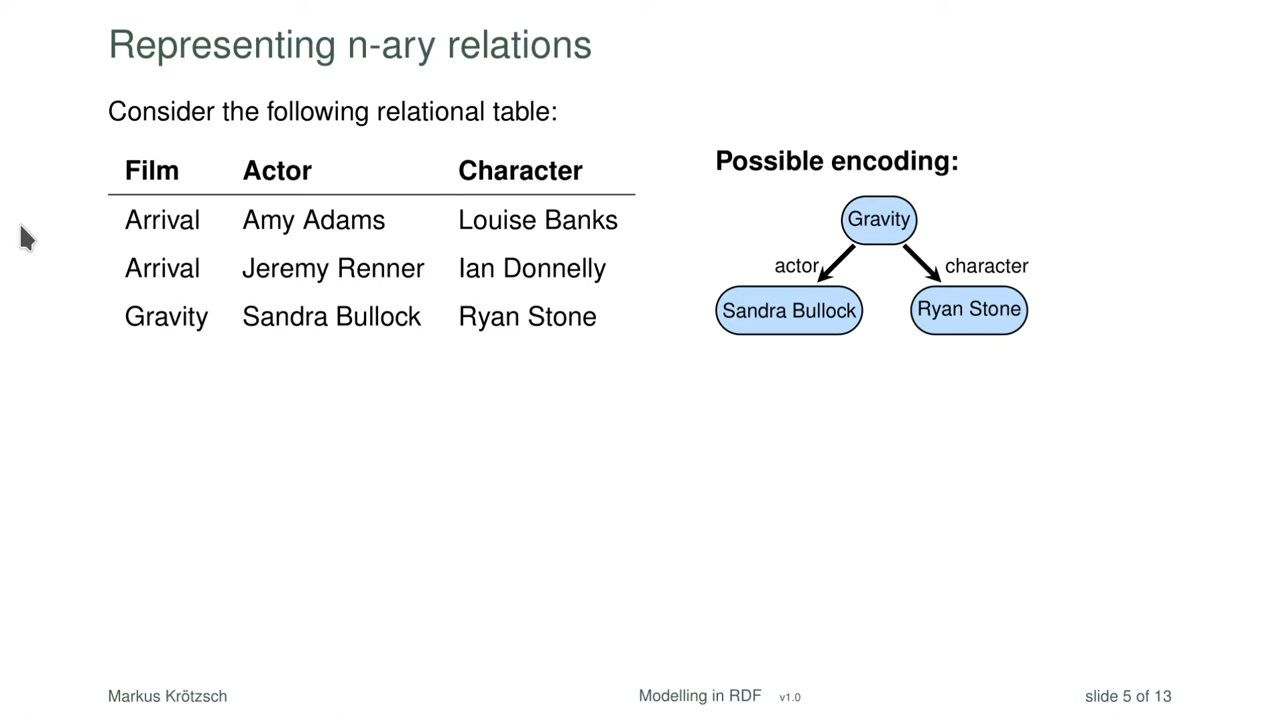 Representing n-ary relations
Consider the following relational table:
Film Actor Character
Arrival Amy Adams Louise Banks
Arrival Jeremy Renner Ian Donnelly
Gravity Sandra Bullock Ryan Stone
Possible encoding:
Gravity
actor character
Sandra Bullock Ryan Stone
Markus Krötzsch Modelling in RDF v1.0 slide 5 of 13